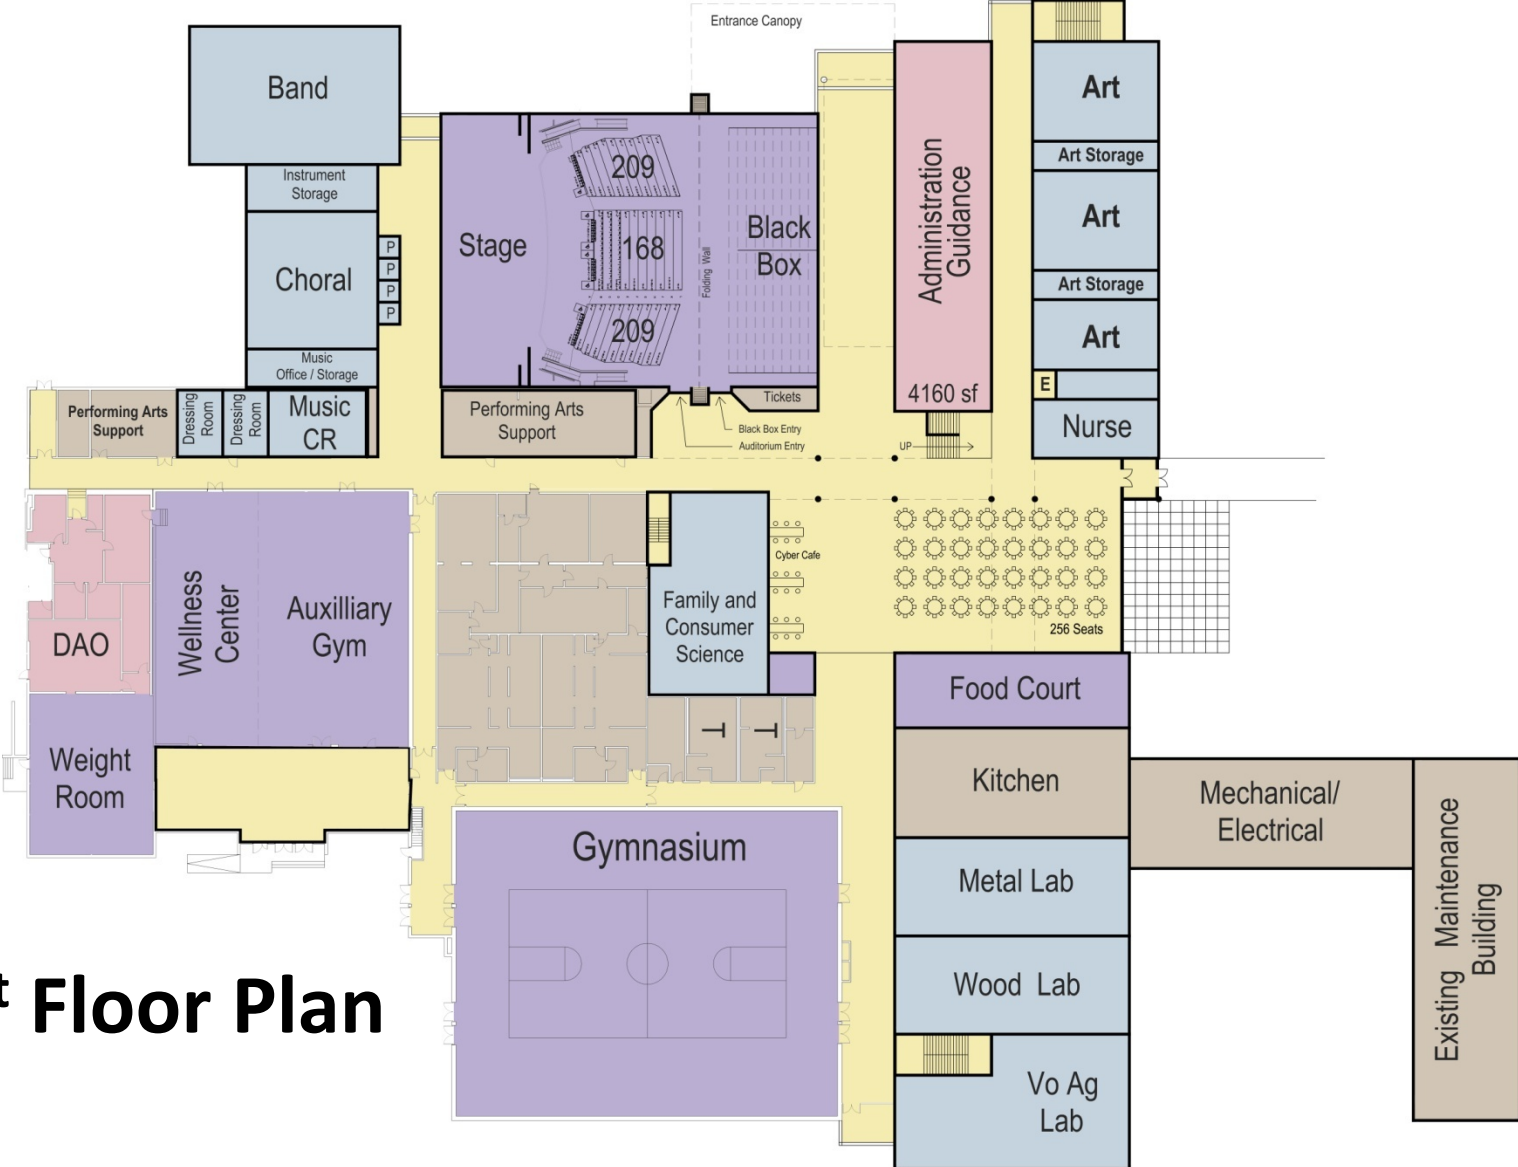 Entrance Canopy
Band
Instrument
Storage
Choral
P
P
P
P
Music
Office / Storage
Performing Arts
Support
Dressing
Room
Dressing
Room
Music
CR
Stage
209
168
209
Folding Wall
Black
Box
Performing Arts
Support
Tickets
Black Box Entry
Auditorium Entry
Administration
Guidance
4160 sf
UP
Art
Art Storage
Art
Art Storage
Art
E
Nurse
DAO
Wellness
Center
Auxilliary
Gym
Weight
Room
Family and
Consumer
Science
Cyber Cafe
256 Seats
T
T
Food Court
Kitchen
Mechanical/
Electrical
Existing Maintenance
Building
Gymnasium
Metal Lab
Wood Lab
Vo Ag
Lab
t Floor Plan